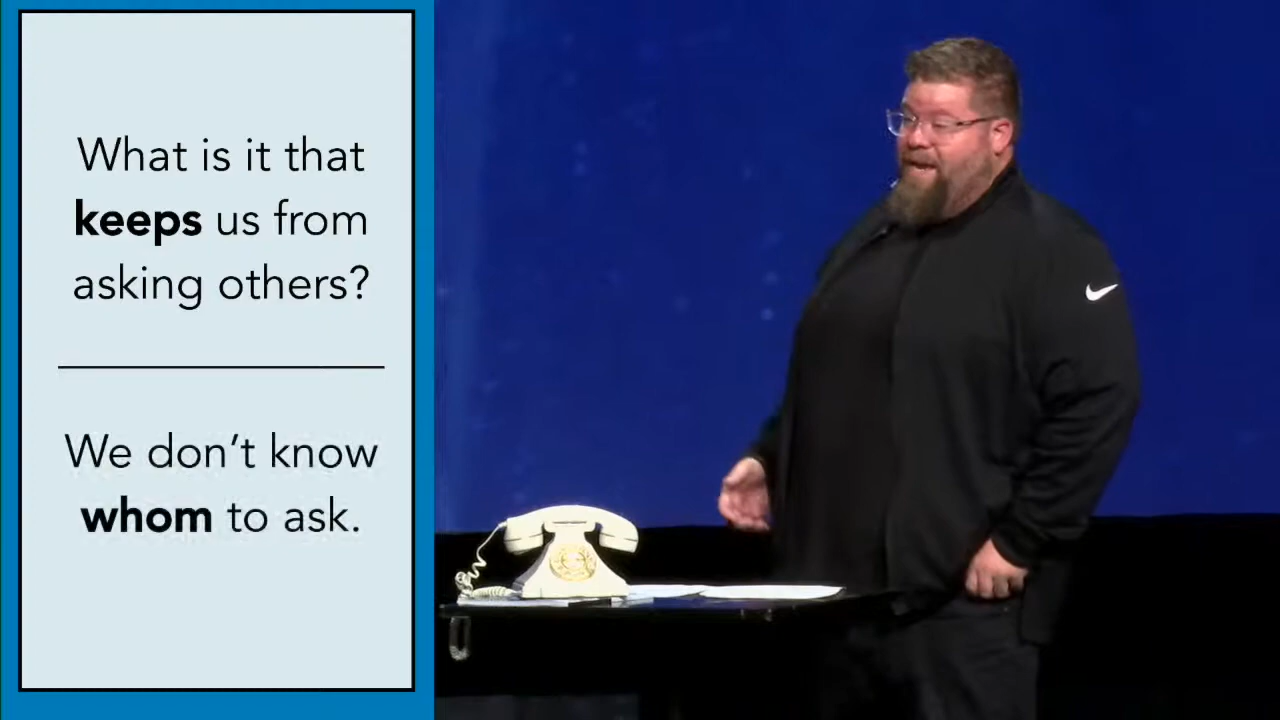 What is it that
keeps us from
asking others?
We don’t know
whom to ask.